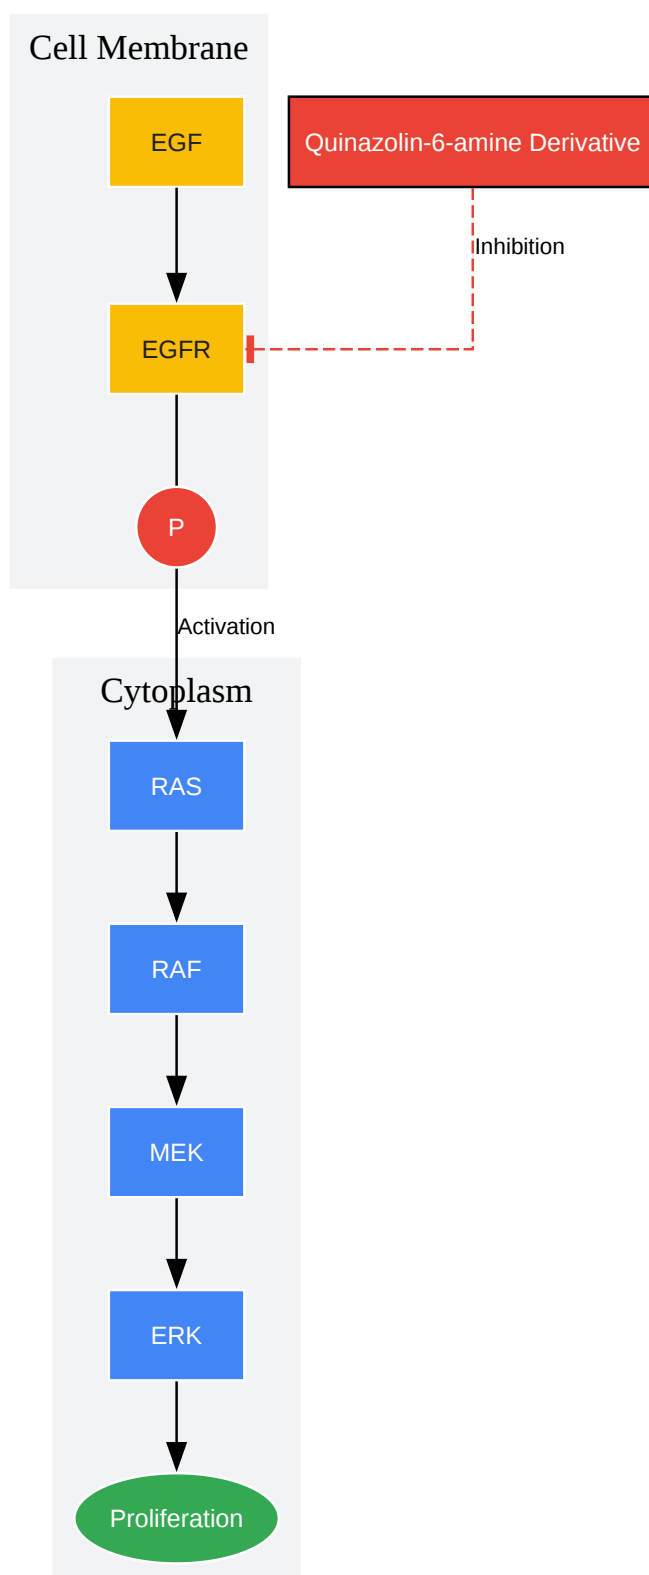 Cell Membrane
EGF
Quinazolin-6-amine Derivative
Inhibition
EGFR
P
Activation
Cytoplasm
RAS
RAF
MEK
ERK
Proliferation